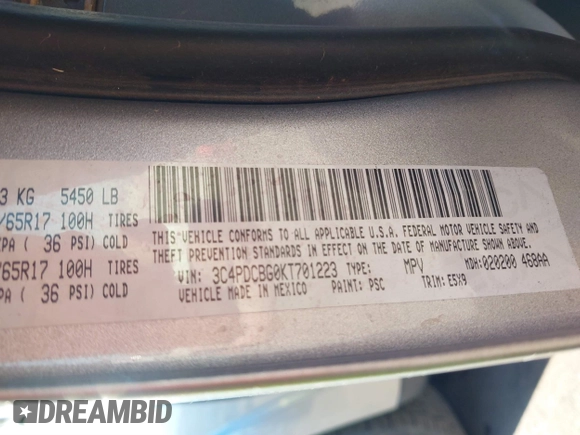 3 KG 5450 LB
/65R17 100H TIRES
PA ( 36 PSI) COLD
/65R17 100H TIRES
PA ( 36 PSI) COLD
THIS VEHICLE CONFORMS TO ALL APPLICABLE U.S.A. FEDERAL MOTOR VEHICLE SAFETY AND
THEFT PREVENTION STANDARDS IN EFFECT ON THE DATE OF MANUFACTURE SHOWN ABOVE.
VIN: 3C4PDCBG0KT701223 TYPE: MPV MDH:020200 468AA
VEHICLE MADE IN MEXICO PAINT: PSC TRIM: E5X9
DREAMBID